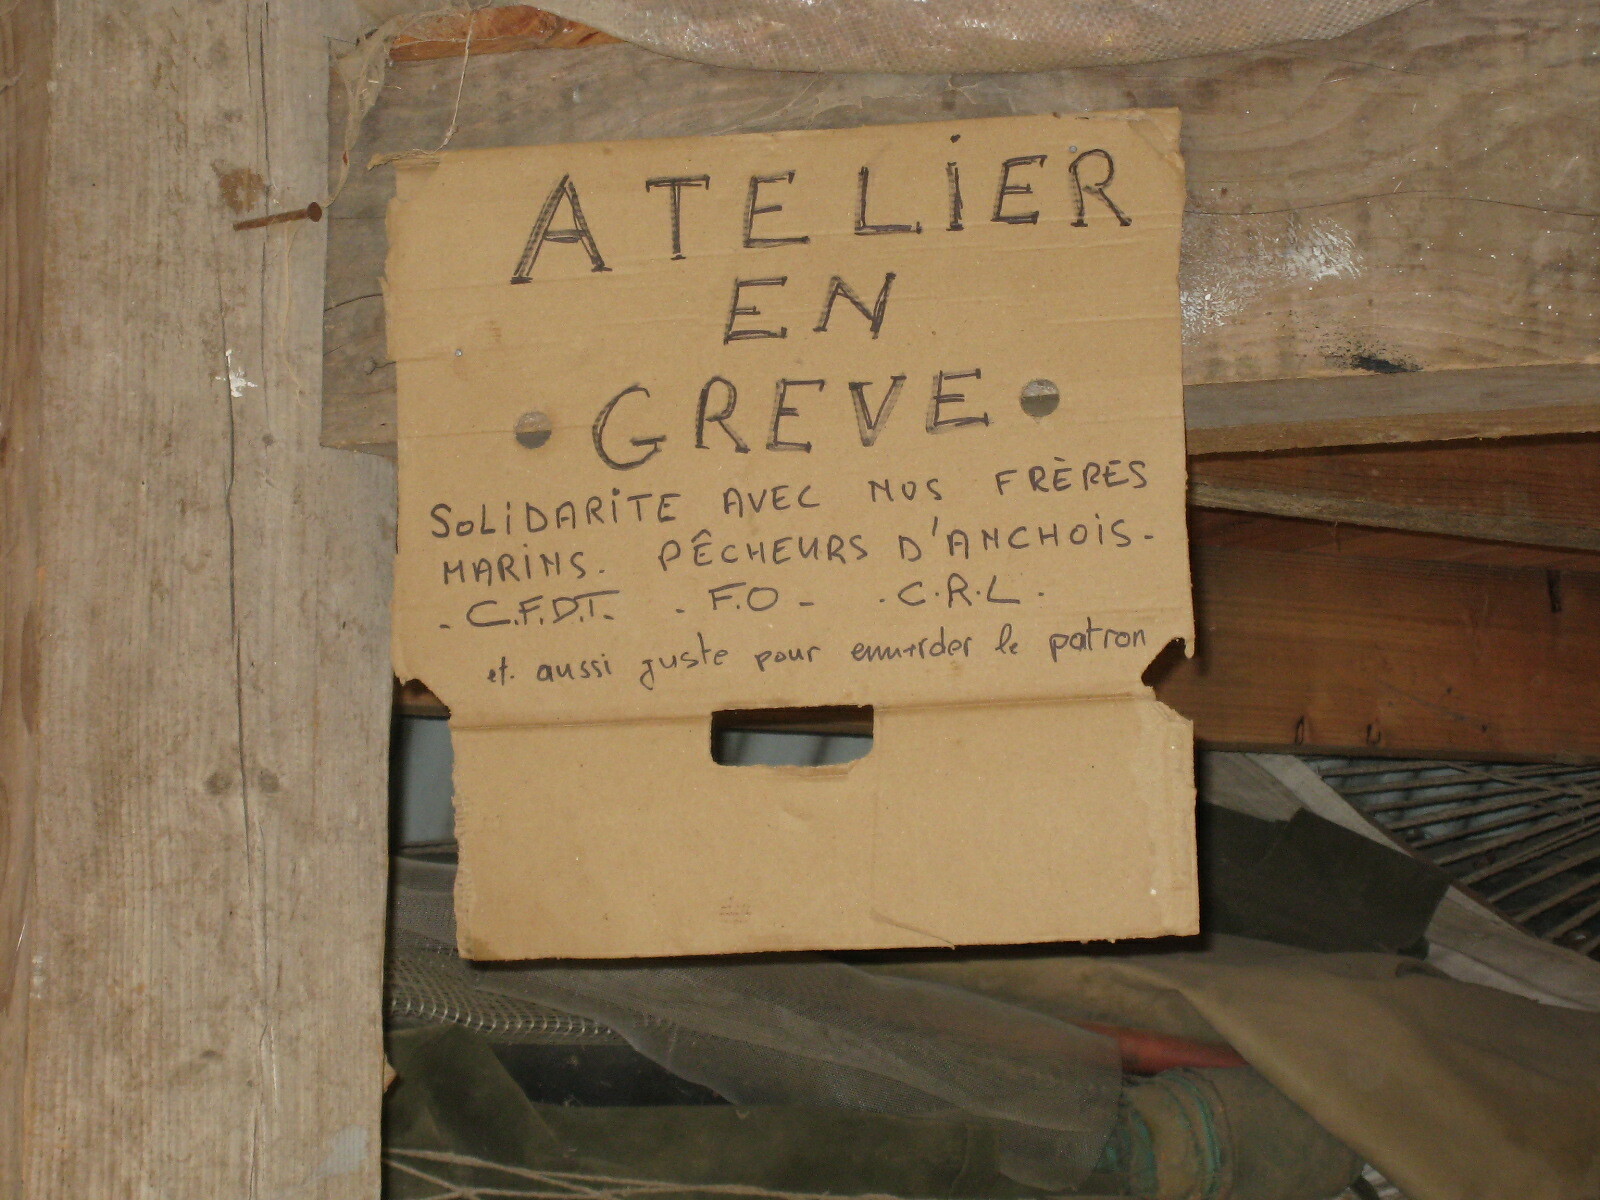 ATELiER
EN
GREVE
SOLiDARiTE AVEC NOS FRÈRES
MARiNS. PÊCHEURS D'ANCHOiS-
- C.F.D.T. - F.O - . C.R.L .
et aussi juste pour emmerder le patron